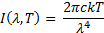 I(λ,T) = 2πckT / λ⁴